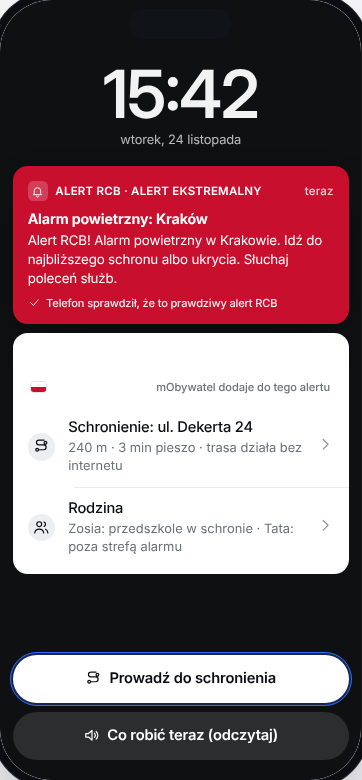 15:42
wtorek, 24 listopada
ALERT RCB · ALERT EKSTREMALNY teraz
Alarm powietrzny: Kraków
Alert RCB! Alarm powietrzny w Krakowie. Idź do
najbliższego schronu albo ukrycia. Słuchaj
poleceń służb.
Telefon sprawdził, że to prawdziwy alert RCB
mObywatel dodaje do tego alertu
Schronienie: ul. Dekerta 24
240 m · 3 min pieszo · trasa działa bez
internetu
Rodzina
Zosia: przedszkole w schronie · Tata:
poza strefą alarmu
Prowadź do schronienia
Co robić teraz (odczytaj)